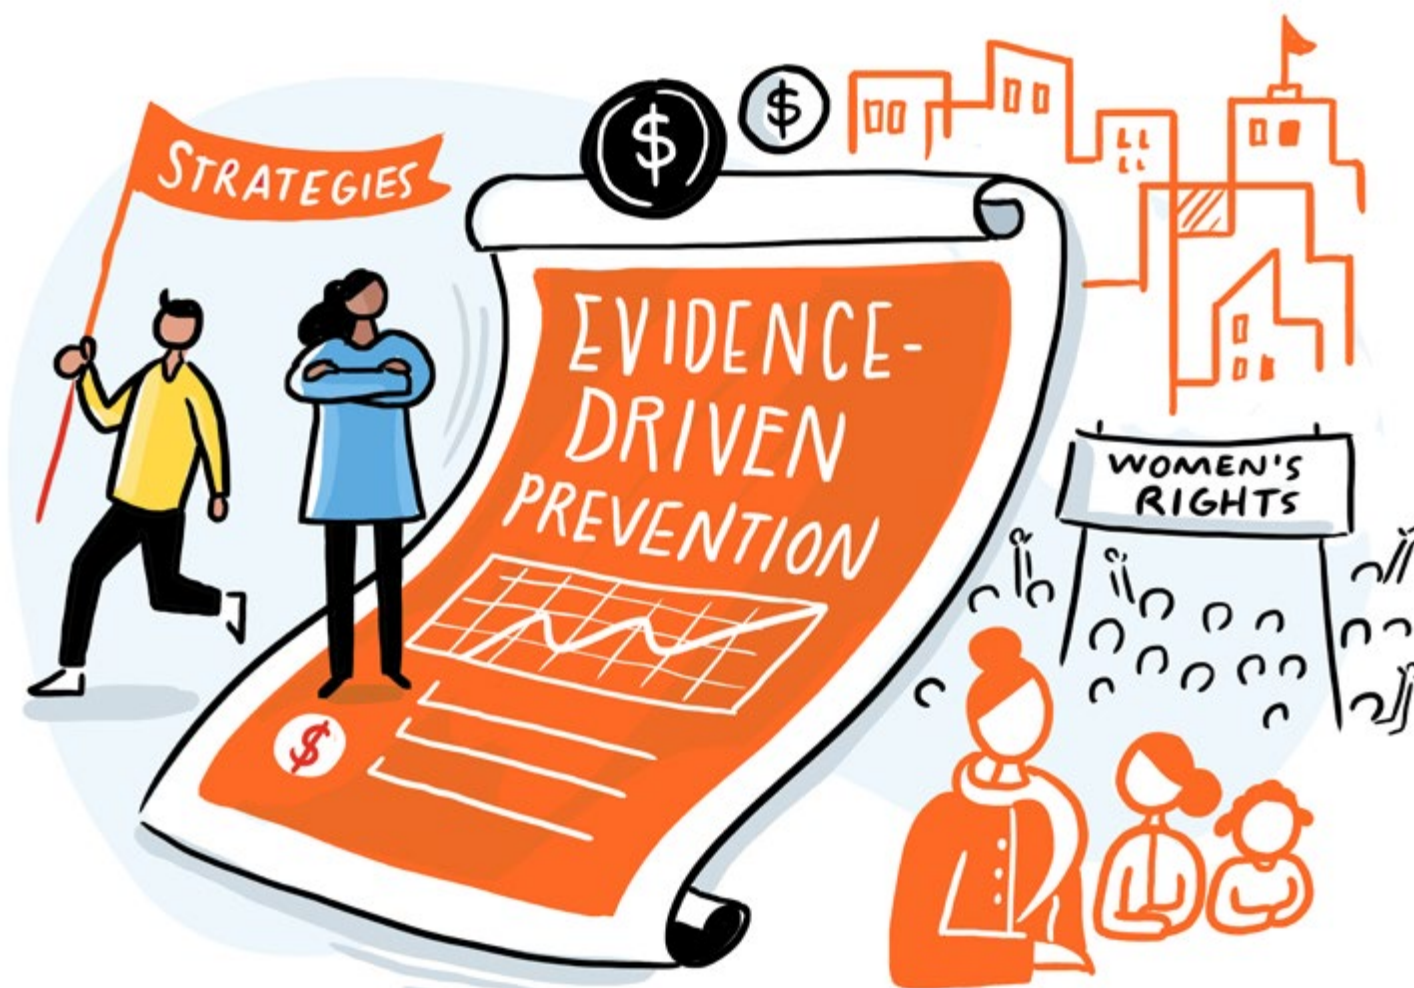 $
$
STRATEGIES
EVIDENCE-
DRIVEN
PREVENTION
WOMEN'S
RIGHTS
$